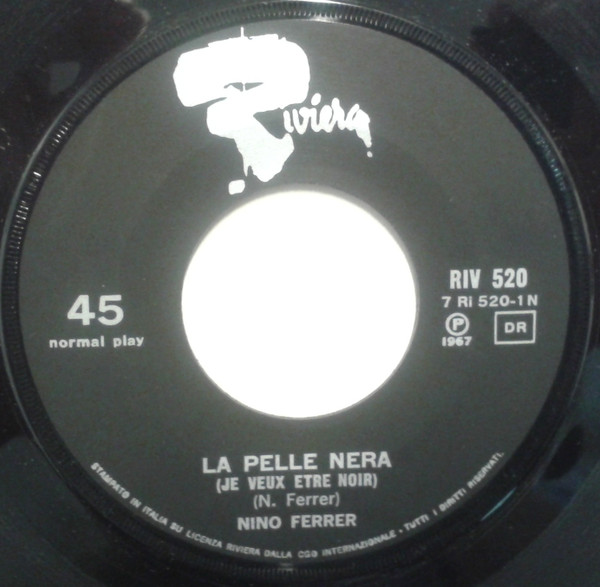 Riviera
45
normal play
RIV 520
7 Ri 520-1N
Ⓟ DR
1967
LA PELLE NERA
(JE VEUX ETRE NOIR)
(N. Ferrer)
NINO FERRER
STAMPATO IN ITALIA SU LICENZA RIVIERA DALLA CGD INTERNAZIONALE - TUTTI I DIRITTI RISERVATI.